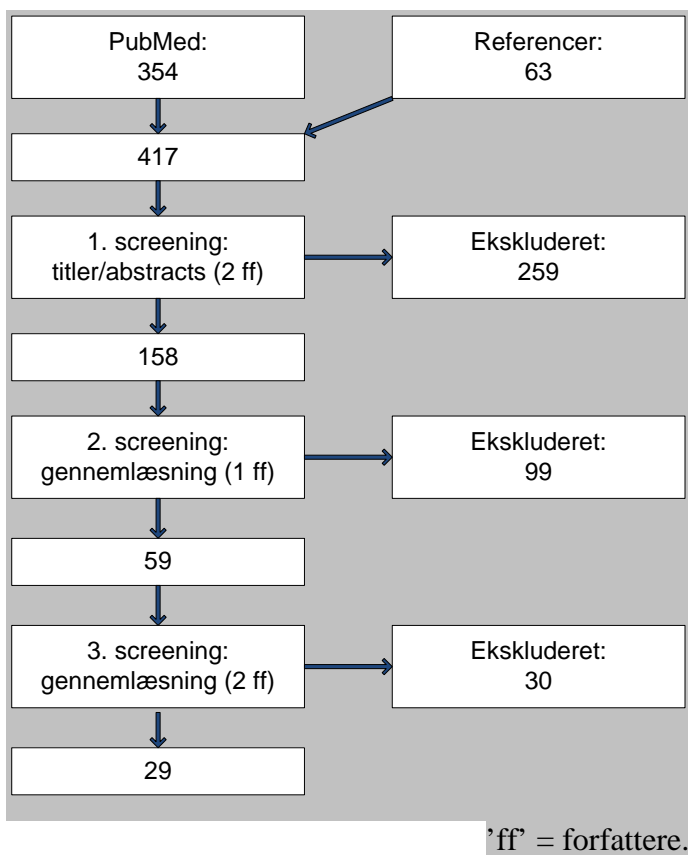 PubMed:
354
Referencer:
63
417
1. screening:
titler/abstracts (2 ff)
Ekskluderet:
259
158
2. screening:
gennemlæsning (1 ff)
Ekskluderet:
99
59
3. screening:
gennemlæsning (2 ff)
Ekskluderet:
30
29
’ff’ = forfattere.